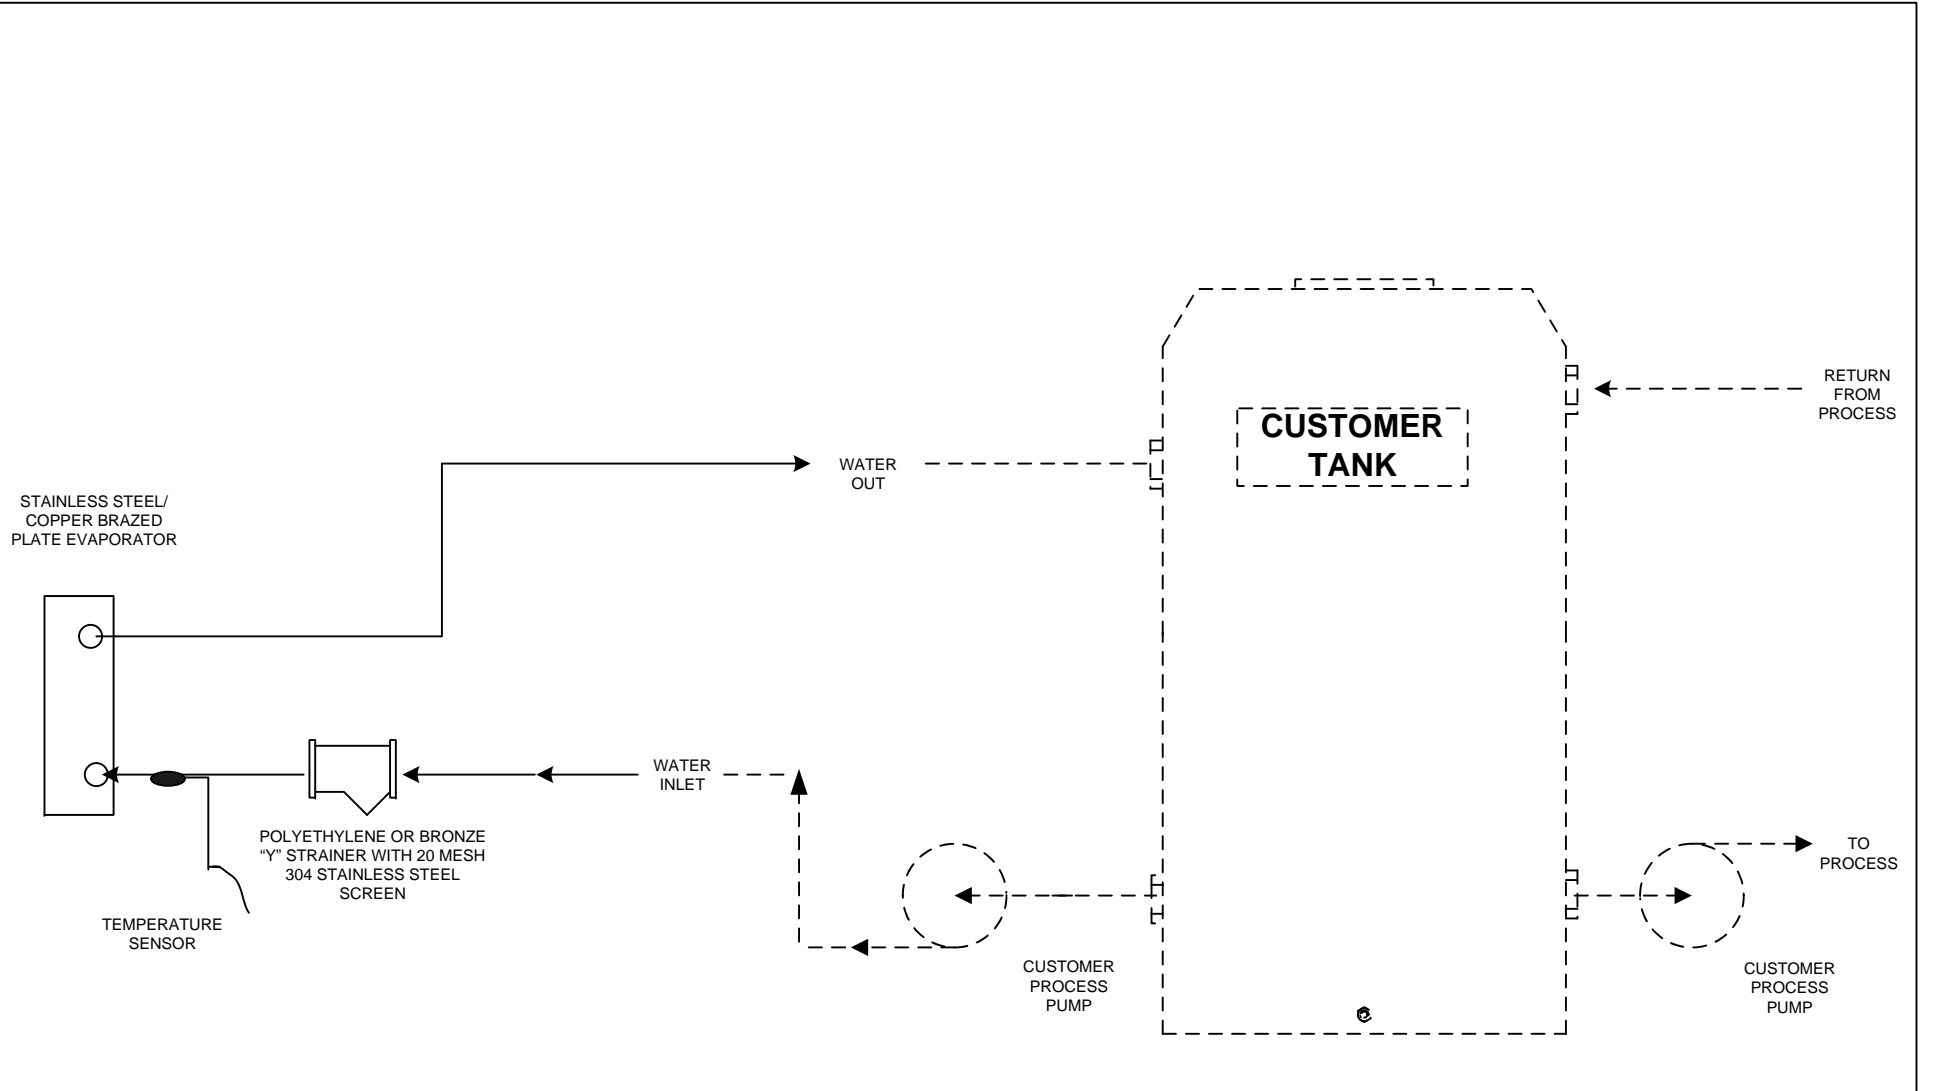 RETURN
FROM
PROCESS
CUSTOMER
TANK
WATER
OUT
STAINLESS STEEL/
COPPER BRAZED
PLATE EVAPORATOR
WATER
INLET
POLYETHYLENE OR BRONZE
“Y” STRAINER WITH 20 MESH
304 STAINLESS STEEL
SCREEN
TO
PROCESS
TEMPERATURE
SENSOR
CUSTOMER
PROCESS
PUMP
CUSTOMER
PROCESS
PUMP